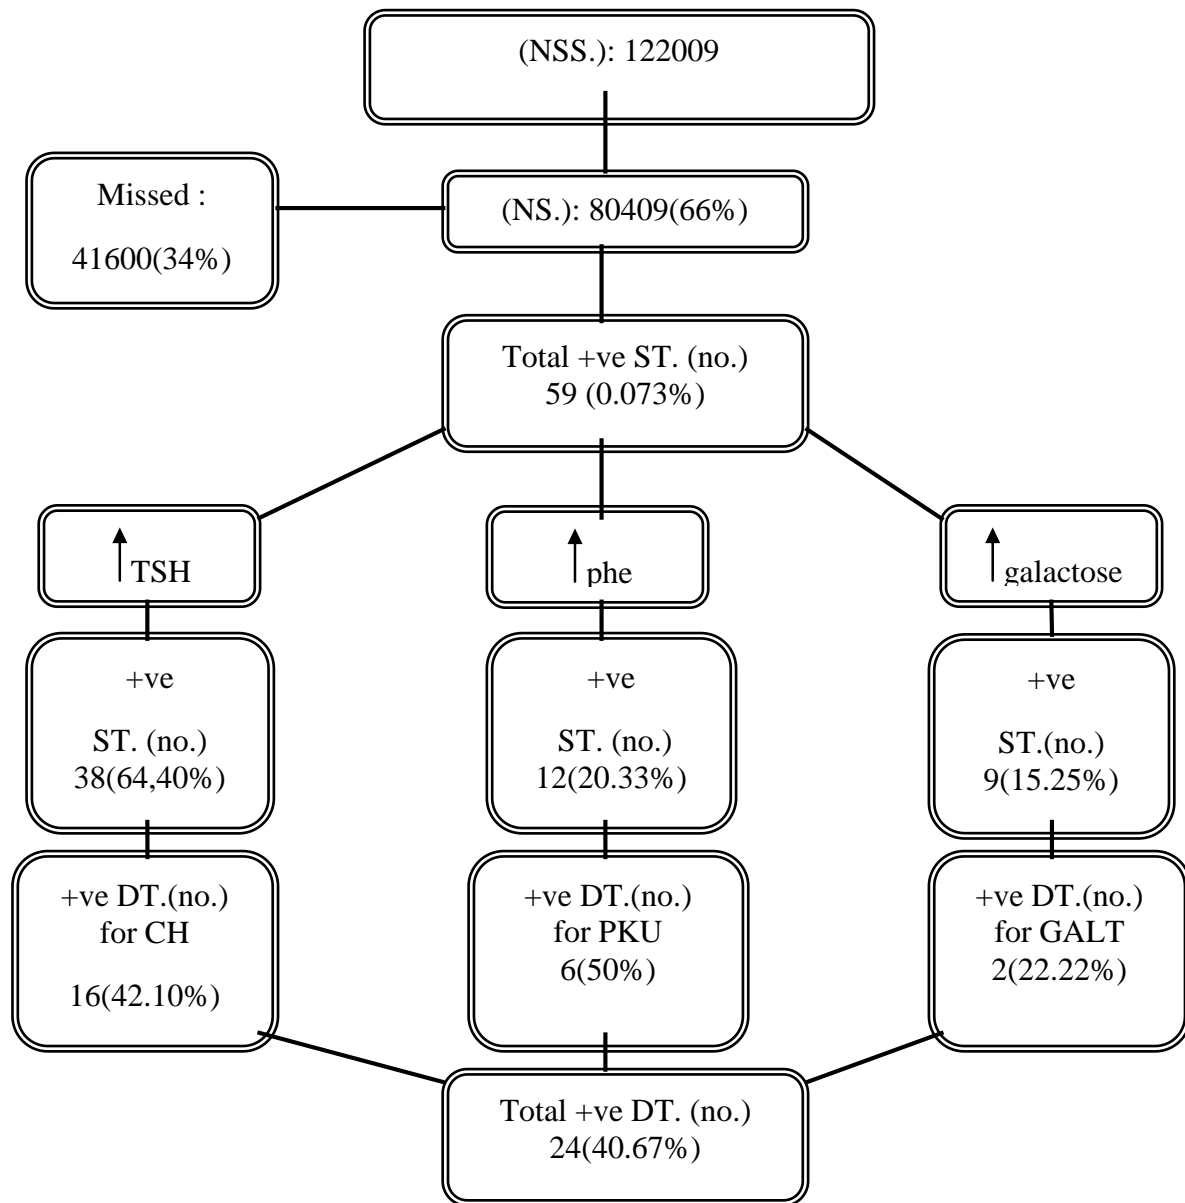 (NSS.): 122009
Missed :
41600(34%)
(NS.): 80409(66%)
Total +ve ST. (no.)
59 (0.073%)
TSH
phe
galactose
+ve
ST. (no.)
38(64,40%)
+ve
ST. (no.)
12(20.33%)
+ve
ST.(no.)
9(15.25%)
+ve DT.(no.)
for CH
16(42.10%)
+ve DT.(no.)
for PKU
6(50%)
+ve DT.(no.)
for GALT
2(22.22%)
Total +ve DT. (no.)
24(40.67%)